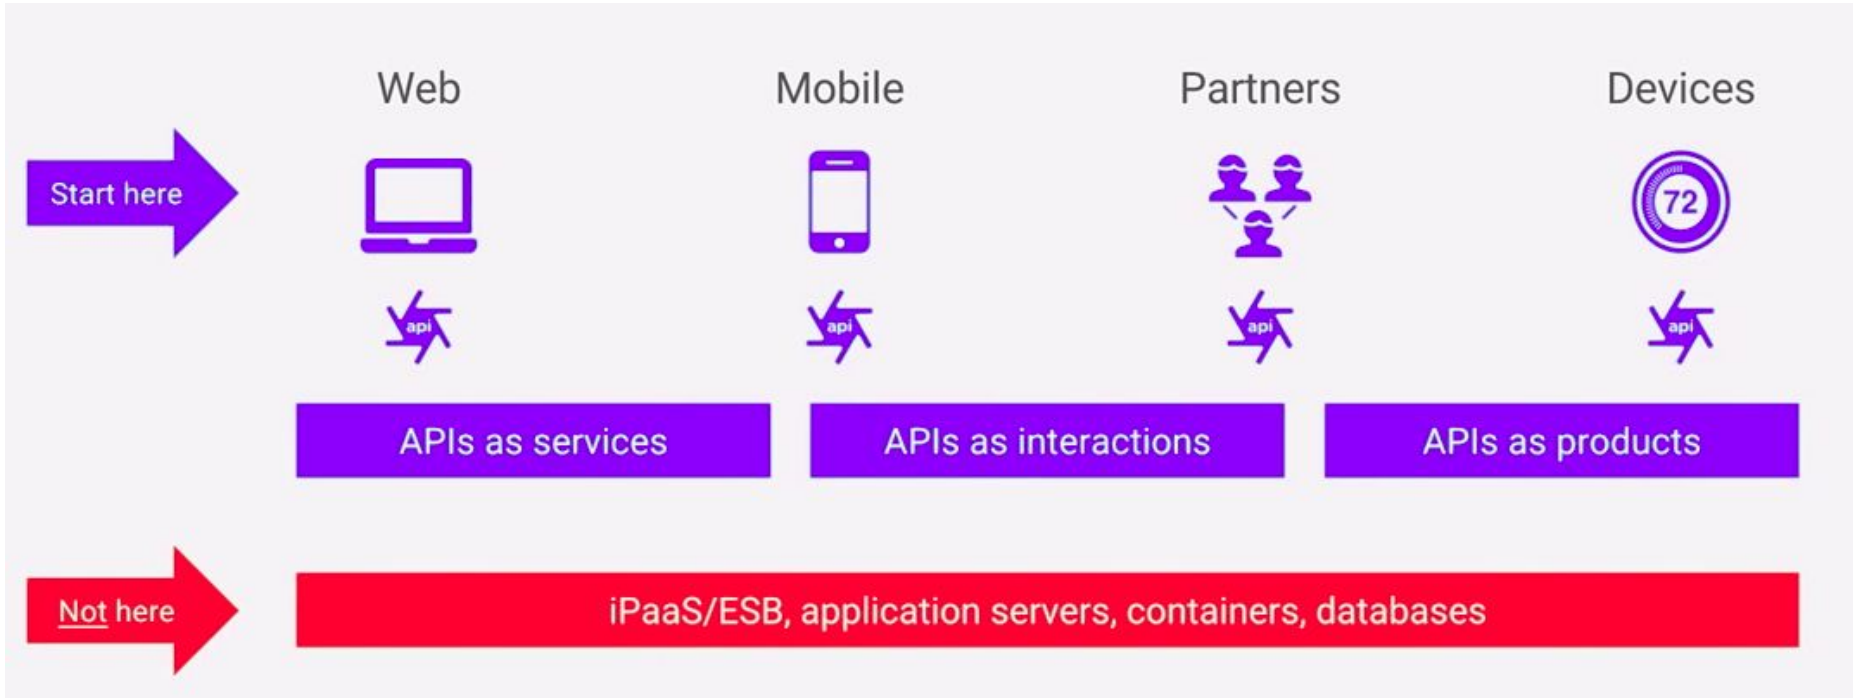 Web
Mobile
Partners
Devices
Start here
72
api
api
api
api
APIs as services
APIs as interactions
APIs as products
Not here
iPaaS/ESB, application servers, containers, databases